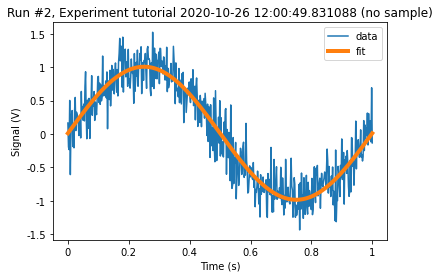 Run #2, Experiment tutorial 2020-10-26 12:00:49.831088 (no sample)
data
fit
Signal (V)
1.5
1
0.5
0
-0.5
-1
-1.5
0
0.2
0.4
0.6
0.8
1
Time (s)